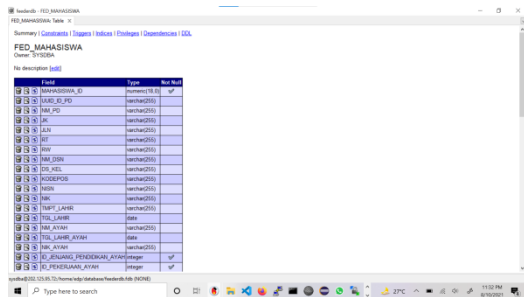 feederdb - FED_MAHASISWA
FED_MAHASISWA: Table X
Summary | Constraints | Triggers | Indices | Privileges | Dependencies | DDL
FED_MAHASISWA
Owner: SYSDBA
No description [edit]
Field Type Not Null
MAHASISWA_ID numeric(18,0)
UUID_ID_PD varchar(255)
NM_PD varchar(255)
JK varchar(255)
JLN varchar(255)
RT varchar(255)
RW varchar(255)
NM_DSN varchar(255)
DS_KEL varchar(255)
KODEPOS varchar(255)
NISN varchar(255)
NIK varchar(255)
TMPT_LAHIR varchar(255)
TGL_LAHIR date
NM_AYAH varchar(255)
TGL_LAHIR_AYAH date
NIK_AYAH varchar(255)
ID_JENJANG_PENDIDIKAN_AYAH integer
ID_PEKERJAAN_AYAH integer
Type here to search
27°C
11:02 PM
8/10/2021